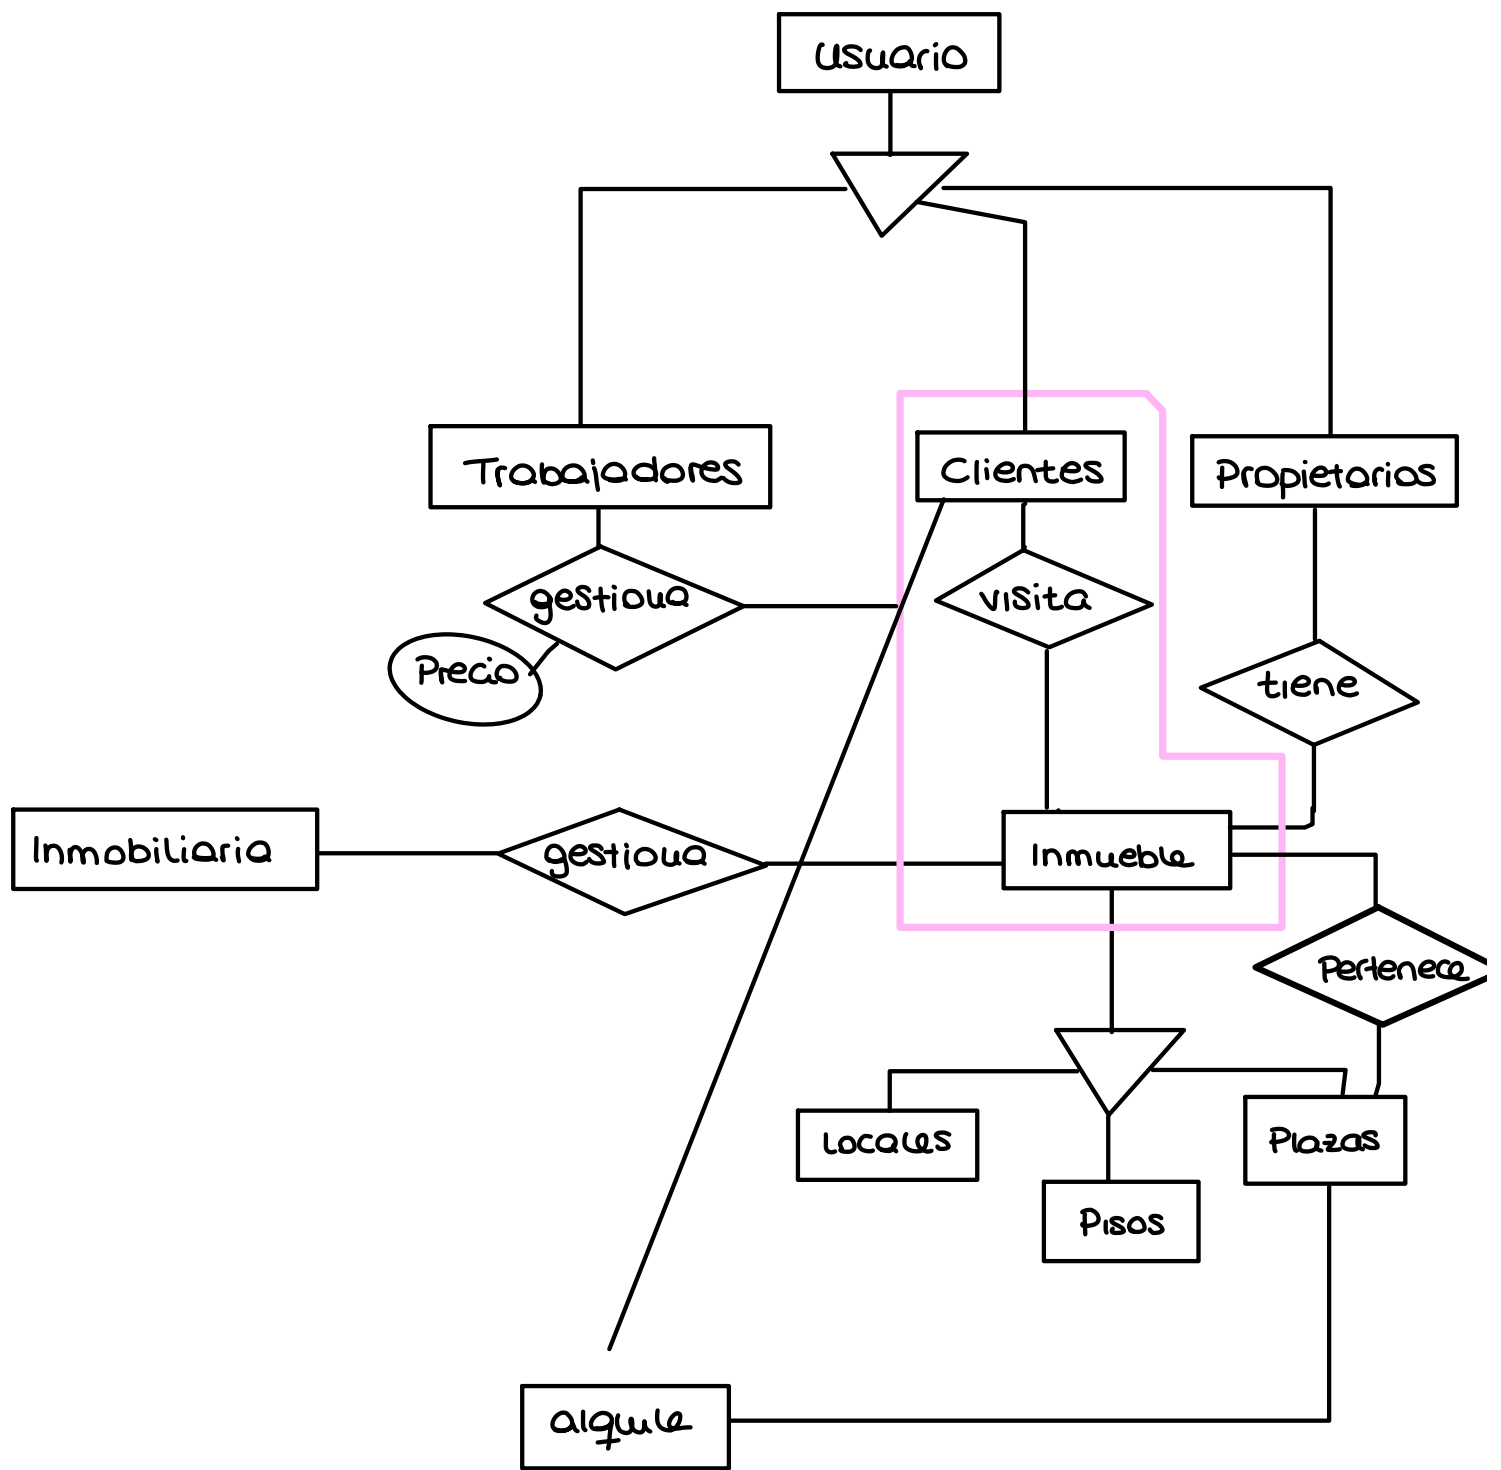 Usuario
Trabajadores
Clientes
Propietarios
gestiona
visita
Precio
tiene
Inmobiliaria
gestiona
Inmueble
Pertenece
Locales
Plazas
Pisos
alquile